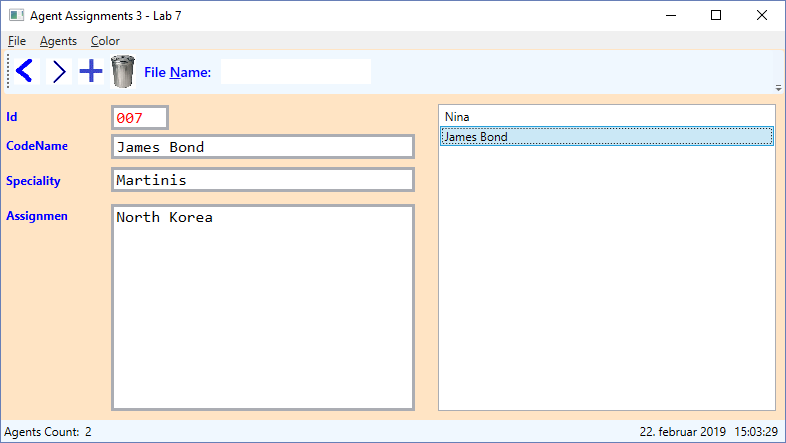 Agent Assignments 3 - Lab 7
File Agents Color
File Name:
Id 007
CodeName James Bond
Speciality Martinis
Assignmen North Korea
Nina
James Bond
Agents Count: 2 22. februar 2019 15:03:29